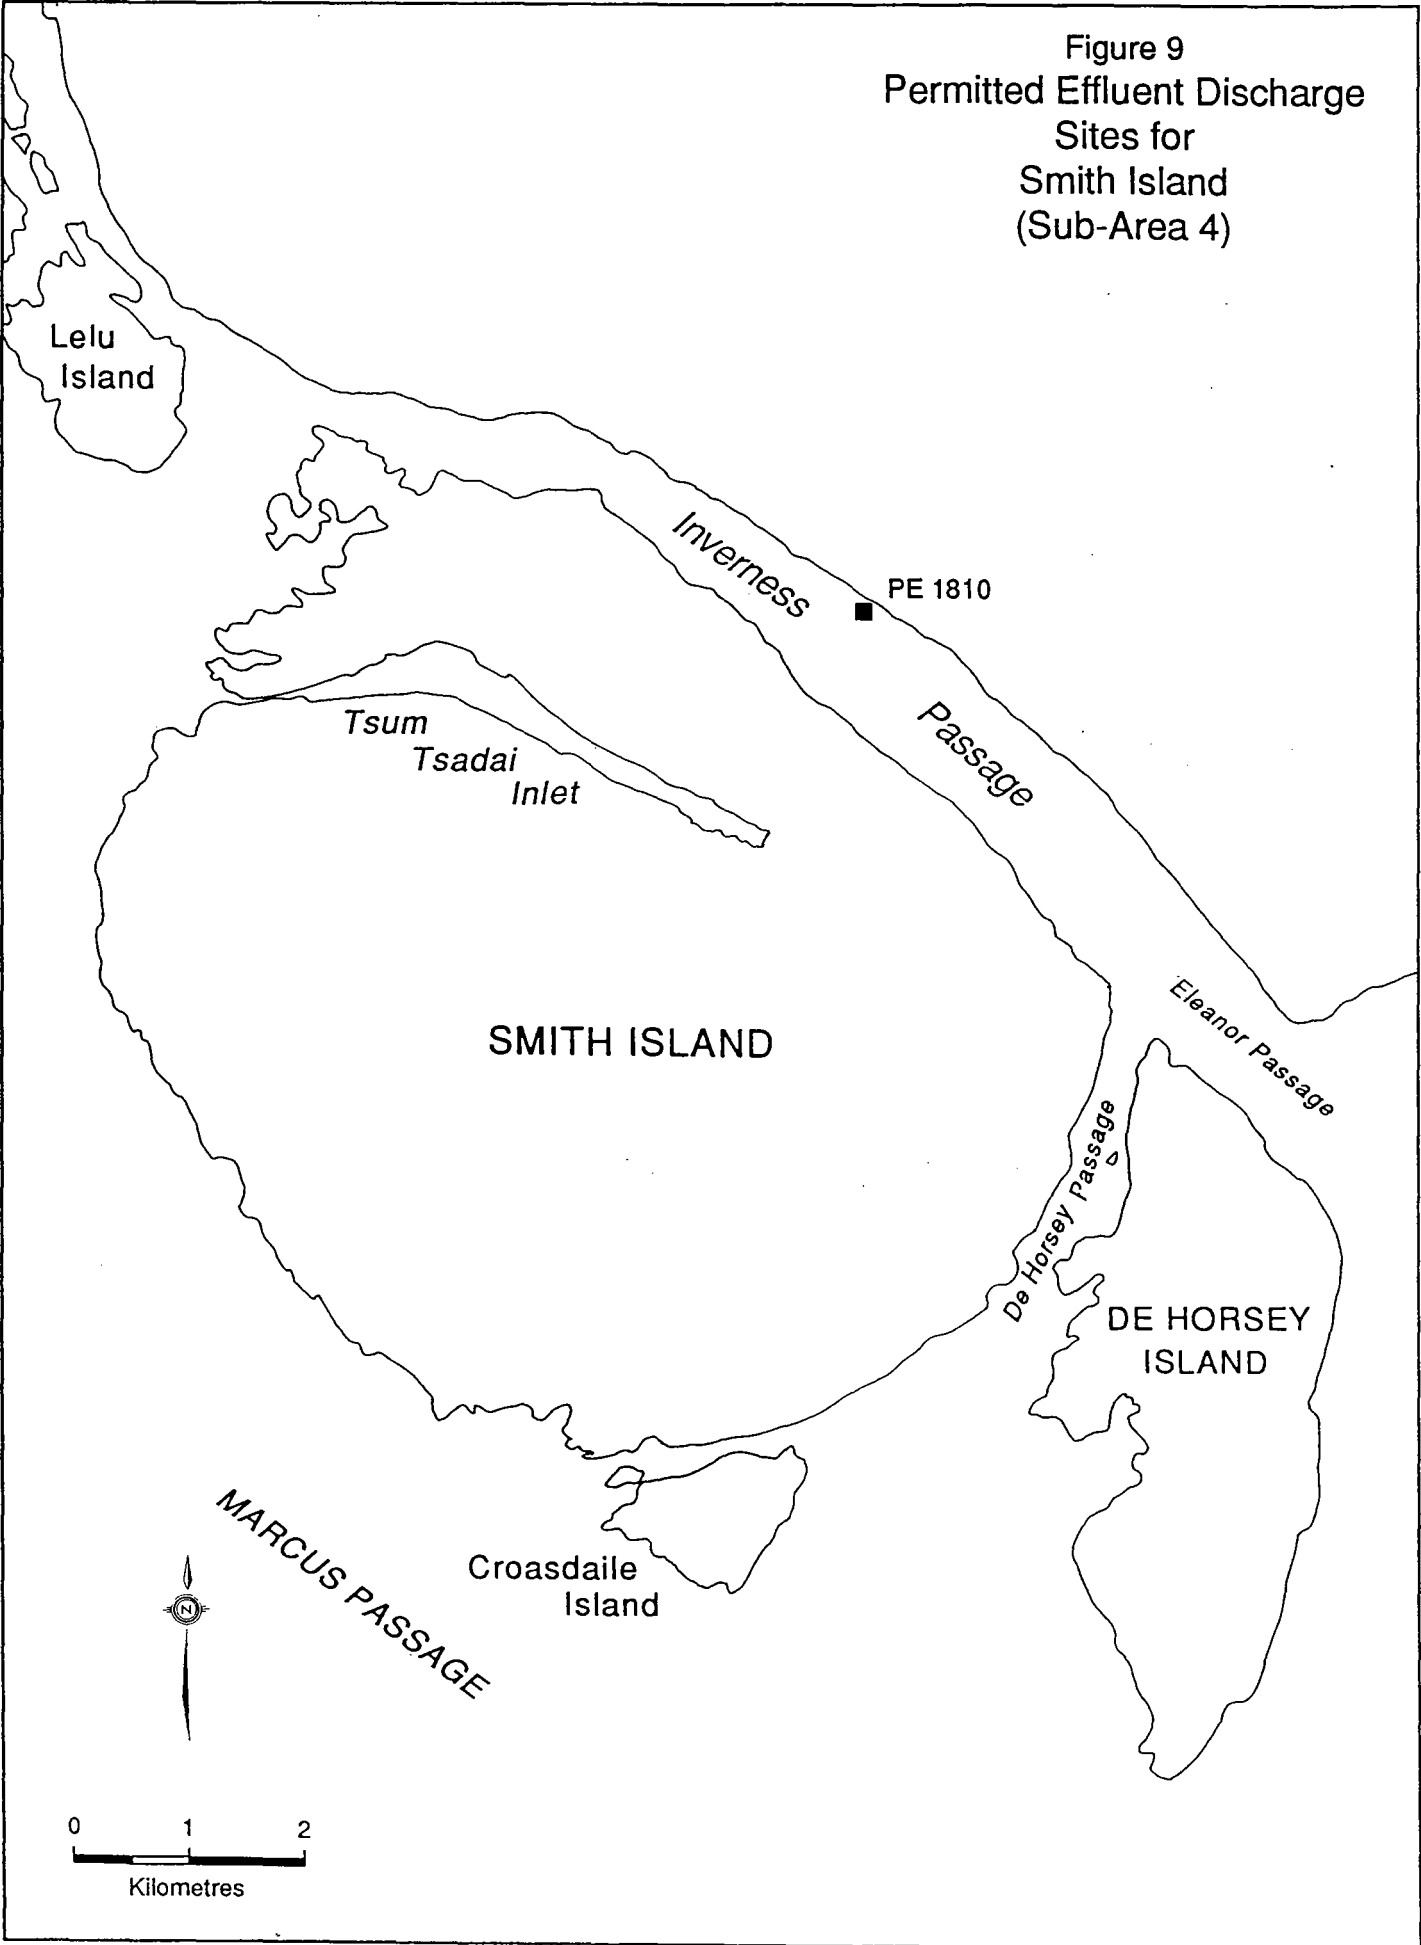 Figure 9
Permitted Effluent Discharge
Sites for
Smith Island
(Sub-Area 4)
Lelu
Island
Inverness
PE 1810
Passage
Tsum
Tsadai
Inlet
SMITH ISLAND
Eleanor Passage
De Horsey Passage
DE HORSEY
ISLAND
MARCUS PASSAGE
Croasdaile
Island
N
0 1 2
Kilometres